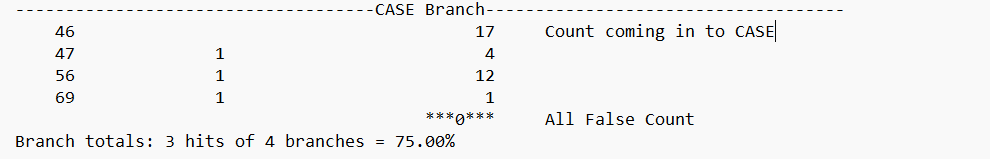 ------------------------------------CASE Branch------------------------------------
46 17 Count coming in to CASE
47 1 4
56 1 12
69 1 1
***0*** All False Count
Branch totals: 3 hits of 4 branches = 75.00%